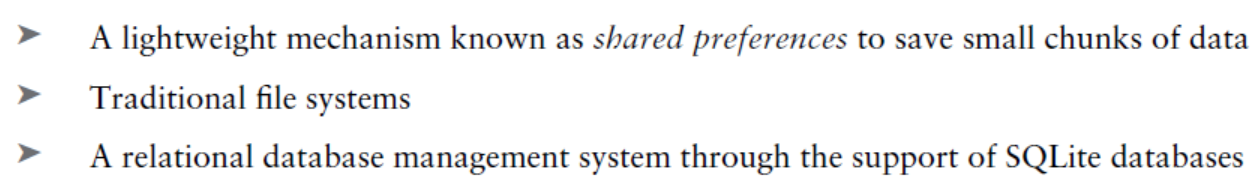 ➤ A lightweight mechanism known as shared preferences to save small chunks of data
➤ Traditional file systems
➤ A relational database management system through the support of SQLite databases